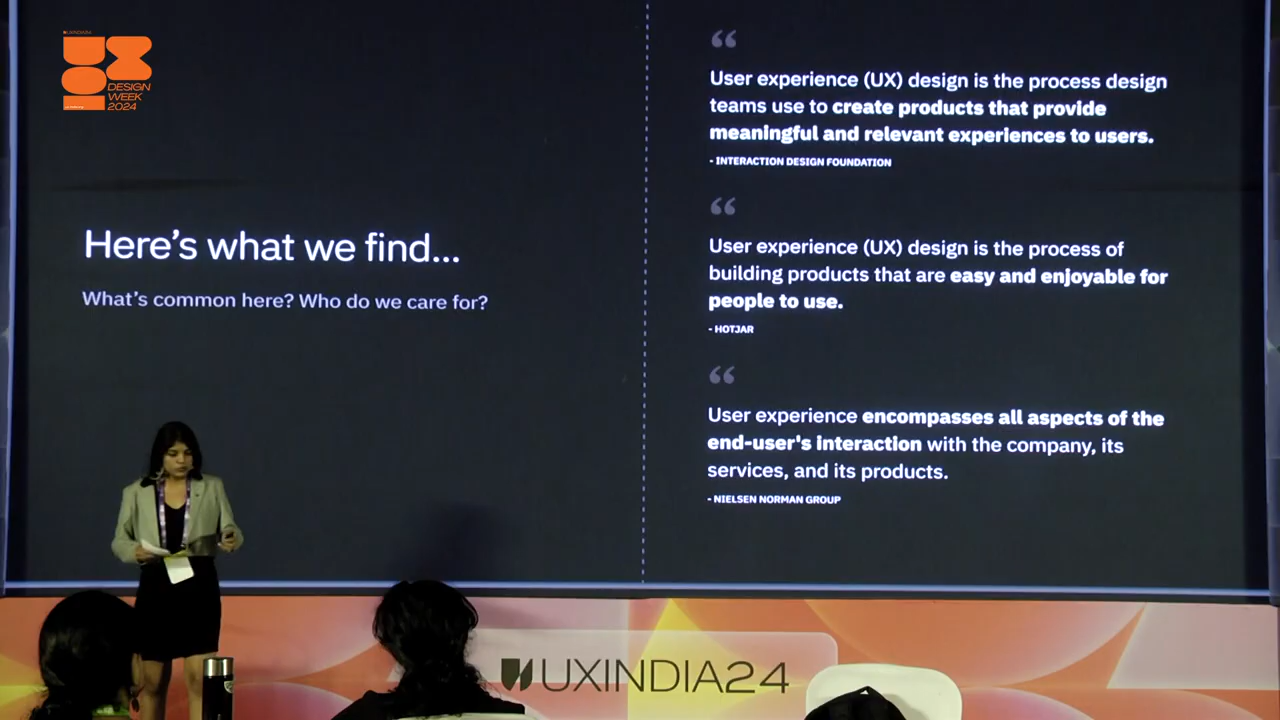 UXINDIA24
DESIGN
WEEK
2024
Here’s what we find...
What’s common here? Who do we care for?
“
User experience (UX) design is the process design
teams use to create products that provide
meaningful and relevant experiences to users.
- INTERACTION DESIGN FOUNDATION
“
User experience (UX) design is the process of
building products that are easy and enjoyable for
people to use.
- HOTJAR
“
User experience encompasses all aspects of the
end-user's interaction with the company, its
services, and its products.
- NIELSEN NORMAN GROUP
UXINDIA24